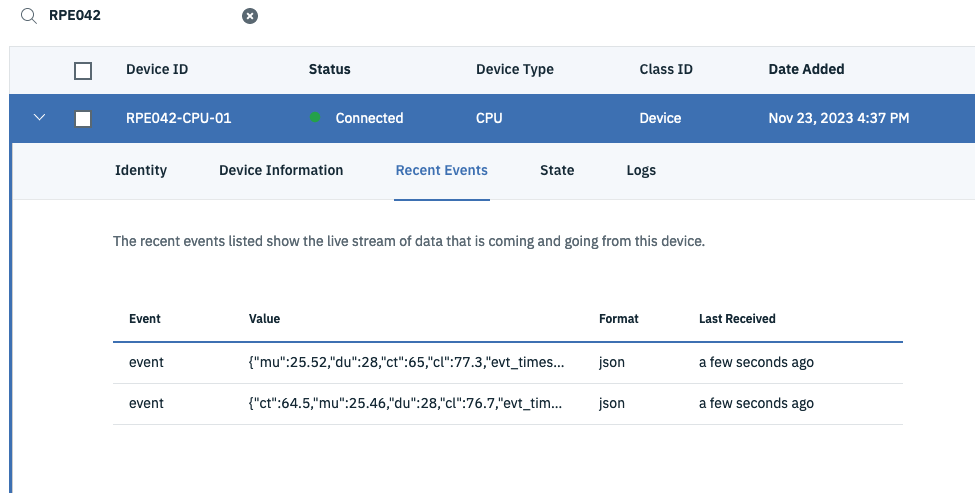 RPE042
Device ID Status Device Type Class ID Date Added
RPE042-CPU-01 Connected CPU Device Nov 23, 2023 4:37 PM
Identity Device Information Recent Events State Logs
The recent events listed show the live stream of data that is coming and going from this device.
Event Value Format Last Received
event {"mu":25.52,"du":28,"ct":65,"cl":77.3,"evt_times... json a few seconds ago
event {"ct":64.5,"mu":25.46,"du":28,"cl":76.7,"evt_tim... json a few seconds ago